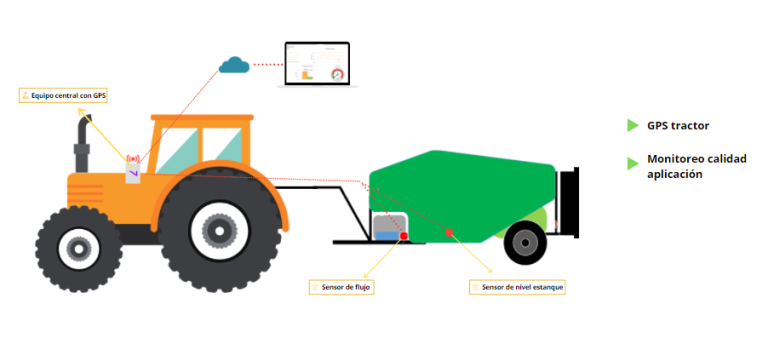 Equipo central con GPS
GPS tractor
Monitoreo calidad
aplicación
Sensor de flujo
Sensor de nivel estanque